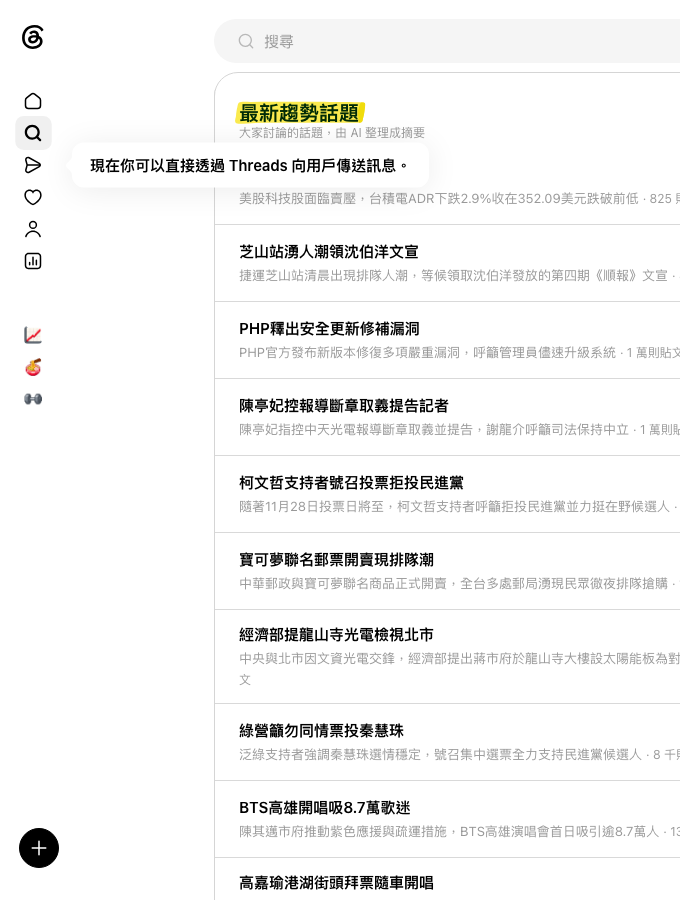 搜尋
最新趨勢話題
大家討論的話題，由 AI 整理成摘要
現在你可以直接透過 Threads 向用戶傳送訊息。
美股科技股面臨賣壓，台積電ADR下跌2.9%收在352.09美元跌破前低 · 825
芝山站湧人潮領沈伯洋文宣
捷運芝山站清晨出現排隊人潮，等候領取沈伯洋發放的第四期《順報》文宣 ·
PHP釋出安全更新修補漏洞
PHP官方發布新版本修復多項嚴重漏洞，呼籲管理員儘速升級系統 · 1 萬則貼文
陳亭妃控報導斷章取義提告記者
陳亭妃指控中天光電報導斷章取義並提告，謝龍介呼籲司法保持中立 · 1 萬則
柯文哲支持者號召投票拒投民進黨
隨著11月28日投票日將至，柯文哲支持者呼籲拒投民進黨並力挺在野候選人 ·
寶可夢聯名郵票開賣現排隊潮
中華郵政與寶可夢聯名商品正式開賣，全台多處郵局湧現民眾徹夜排隊搶購 ·
經濟部提龍山寺光電檢視北市
中央與北市因文資光電交鋒，經濟部提出蔣市府於龍山寺大樓設太陽能板為對
文
綠營籲勿同情票投秦慧珠
泛綠支持者強調秦慧珠選情穩定，號召集中選票全力支持民進黨候選人 · 8 千
BTS高雄開唱吸8.7萬歌迷
陳其邁市府推動紫色應援與疏運措施，BTS高雄演唱會首日吸引逾8.7萬人 · 13
高嘉瑜港湖街頭拜票隨車開唱